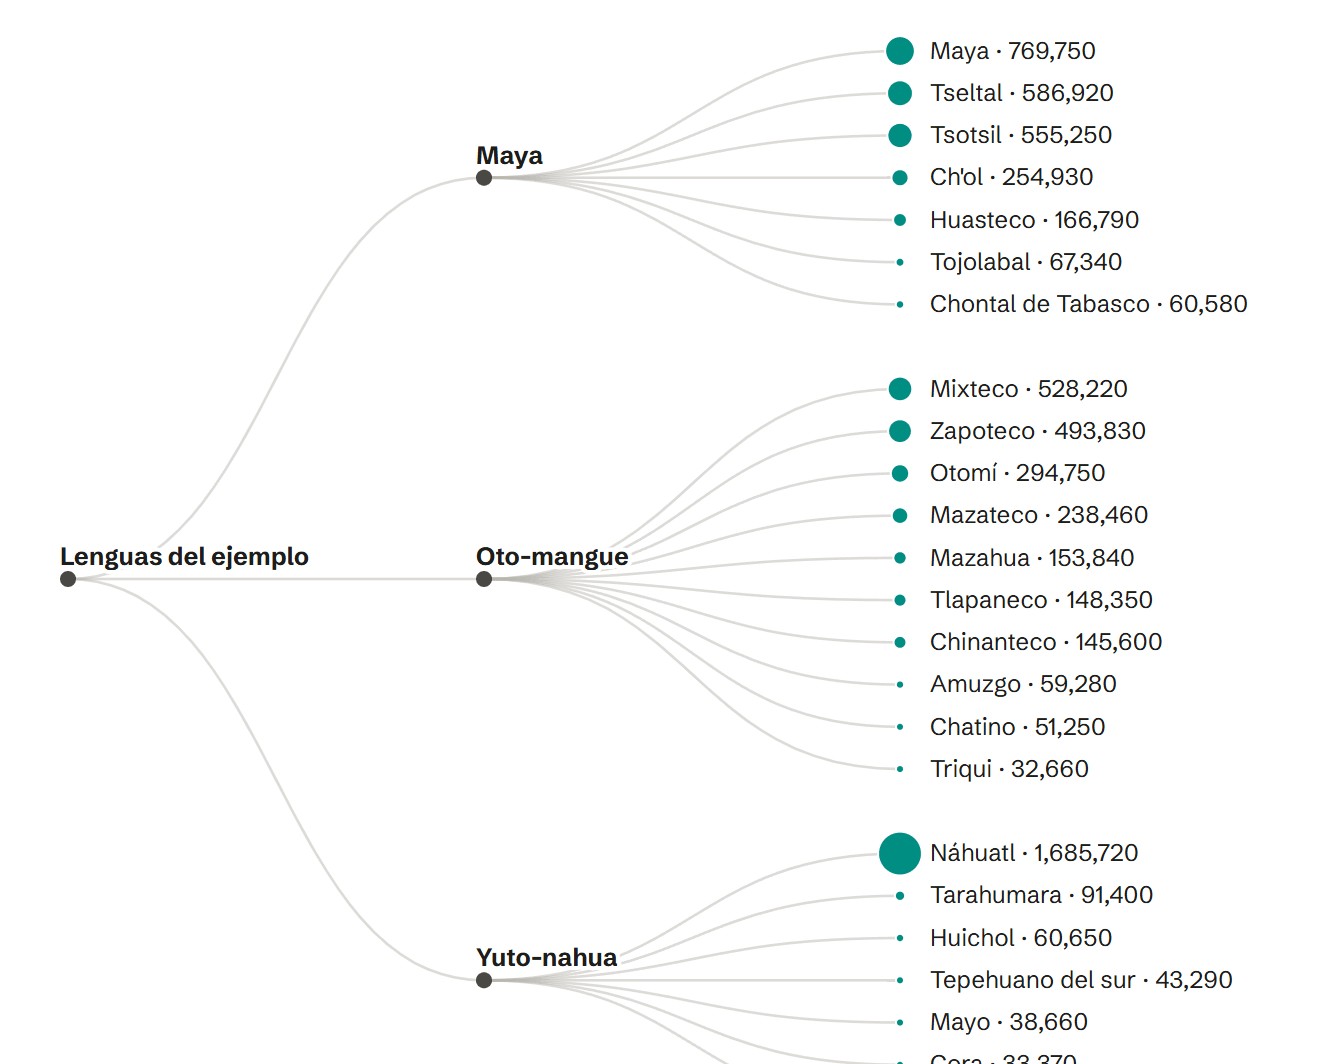 Maya · 769,750
Tseltal · 586,920
Tsotsil · 555,250
Maya
Ch'ol · 254,930
Huasteco · 166,790
Tojolabal · 67,340
Chontal de Tabasco · 60,580
Mixteco · 528,220
Zapoteco · 493,830
Otomí · 294,750
Mazateco · 238,460
Lenguas del ejemplo
Oto-mangue
Mazahua · 153,840
Tlapaneco · 148,350
Chinanteco · 145,600
Amuzgo · 59,280
Chatino · 51,250
Triqui · 32,660
Náhuatl · 1,685,720
Tarahumara · 91,400
Huichol · 60,650
Yuto-nahua
Tepehuano del sur · 43,290
Mayo · 38,660